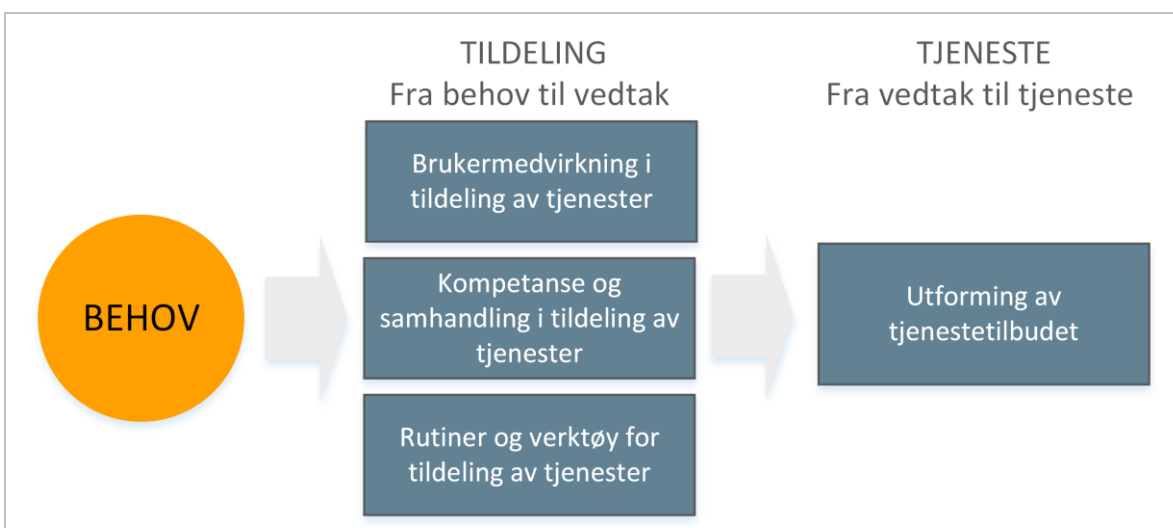 TILDELING
Fra behov til vedtak
TJENESTE
Fra vedtak til tjeneste
BEHOV
Brukermedvirkning i
tildeling av tjenester
Kompetanse og
samhandling i tildeling av
tjenester
Rutiner og verktøy for
tildeling av tjenester
Utforming av
tjenestetilbudet